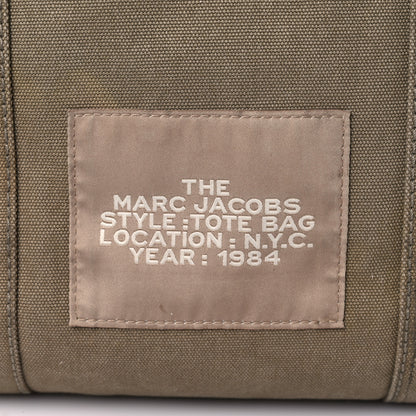 THE
MARC JACOBS
STYLE : TOTE BAG
LOCATION : N.Y.C.
YEAR : 1984